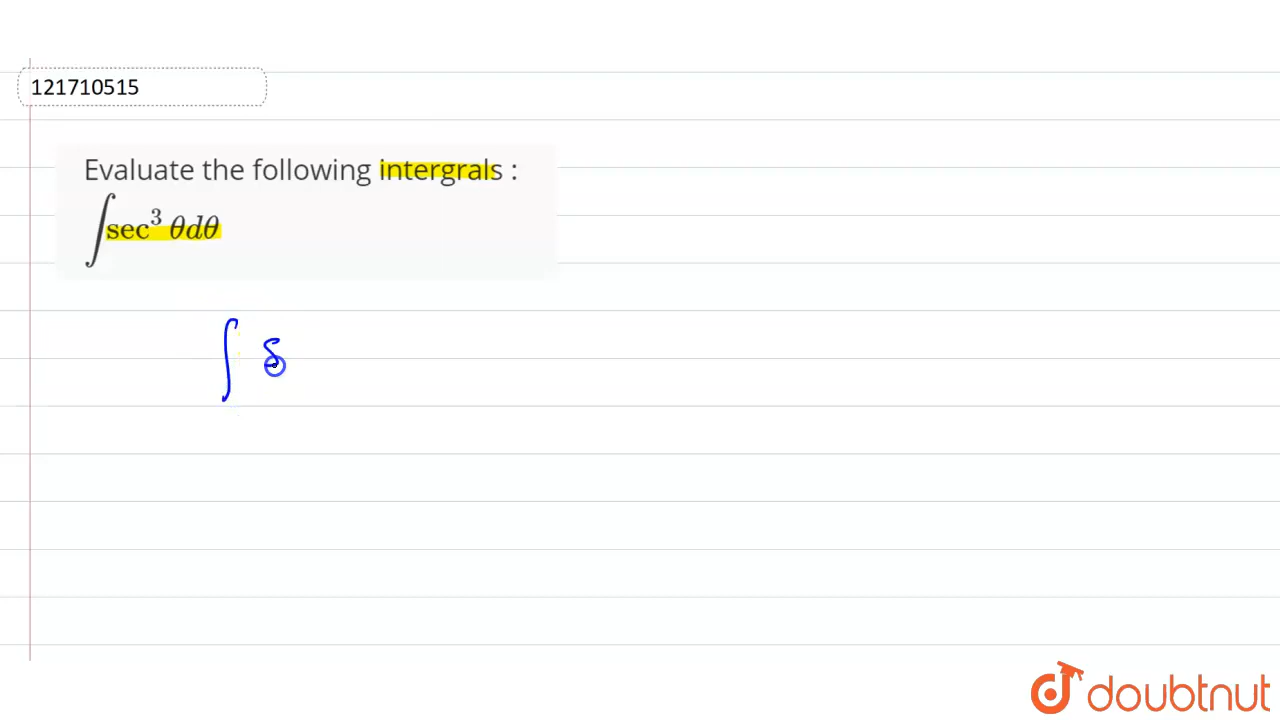 121710515
Evaluate the following intergrals :
∫sec³ θdθ
∫ s
doubtnut